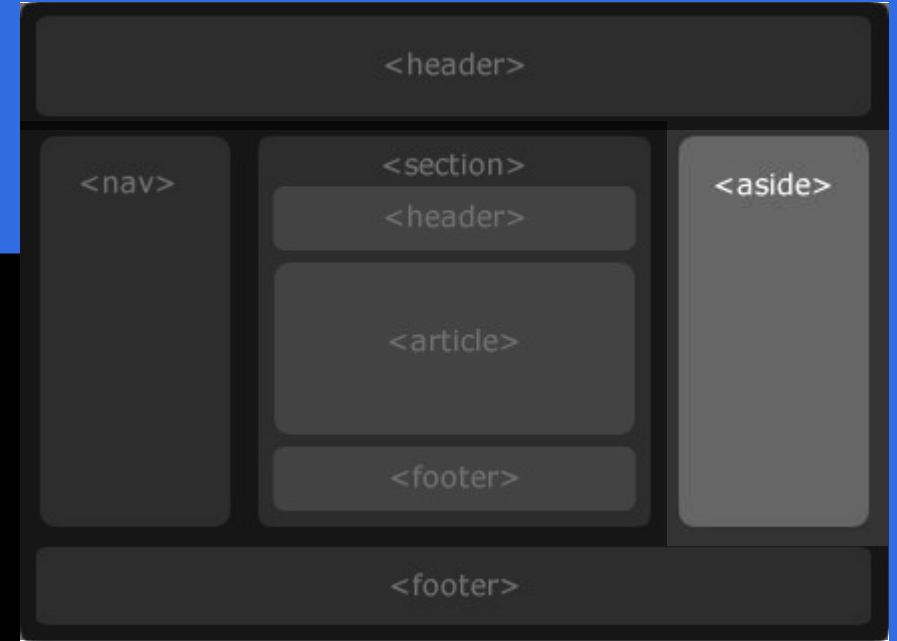 <header>
<nav>
<section>
<header>
<article>
<footer>
<aside>
<footer>